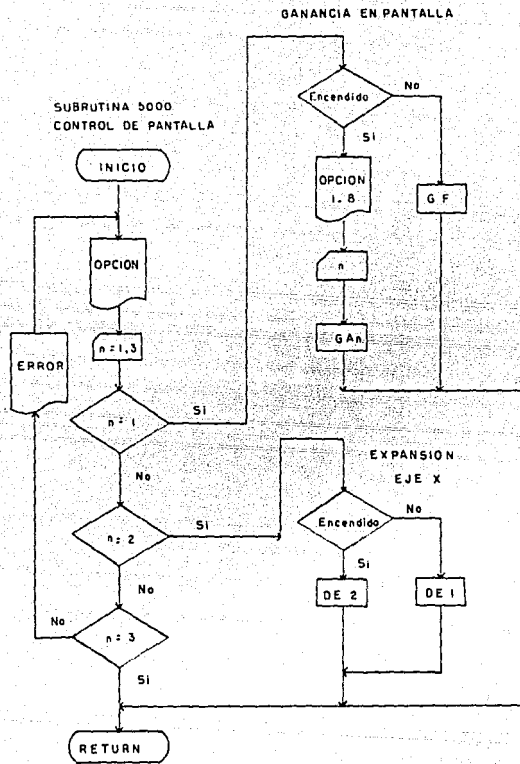 GANANCIA EN PANTALLA
Encendido
No
Si
OPCION
1. 8
GF
n
GAn
SUBRUTINA 5000
CONTROL DE PANTALLA
INICIO
OPCION
n=1,3
ERROR
n=1
Si
No
n=2
Si
No
n=3
No
Si
RETURN
EXPANSION
EJE X
Encendido
No
Si
DE 2
DE 1